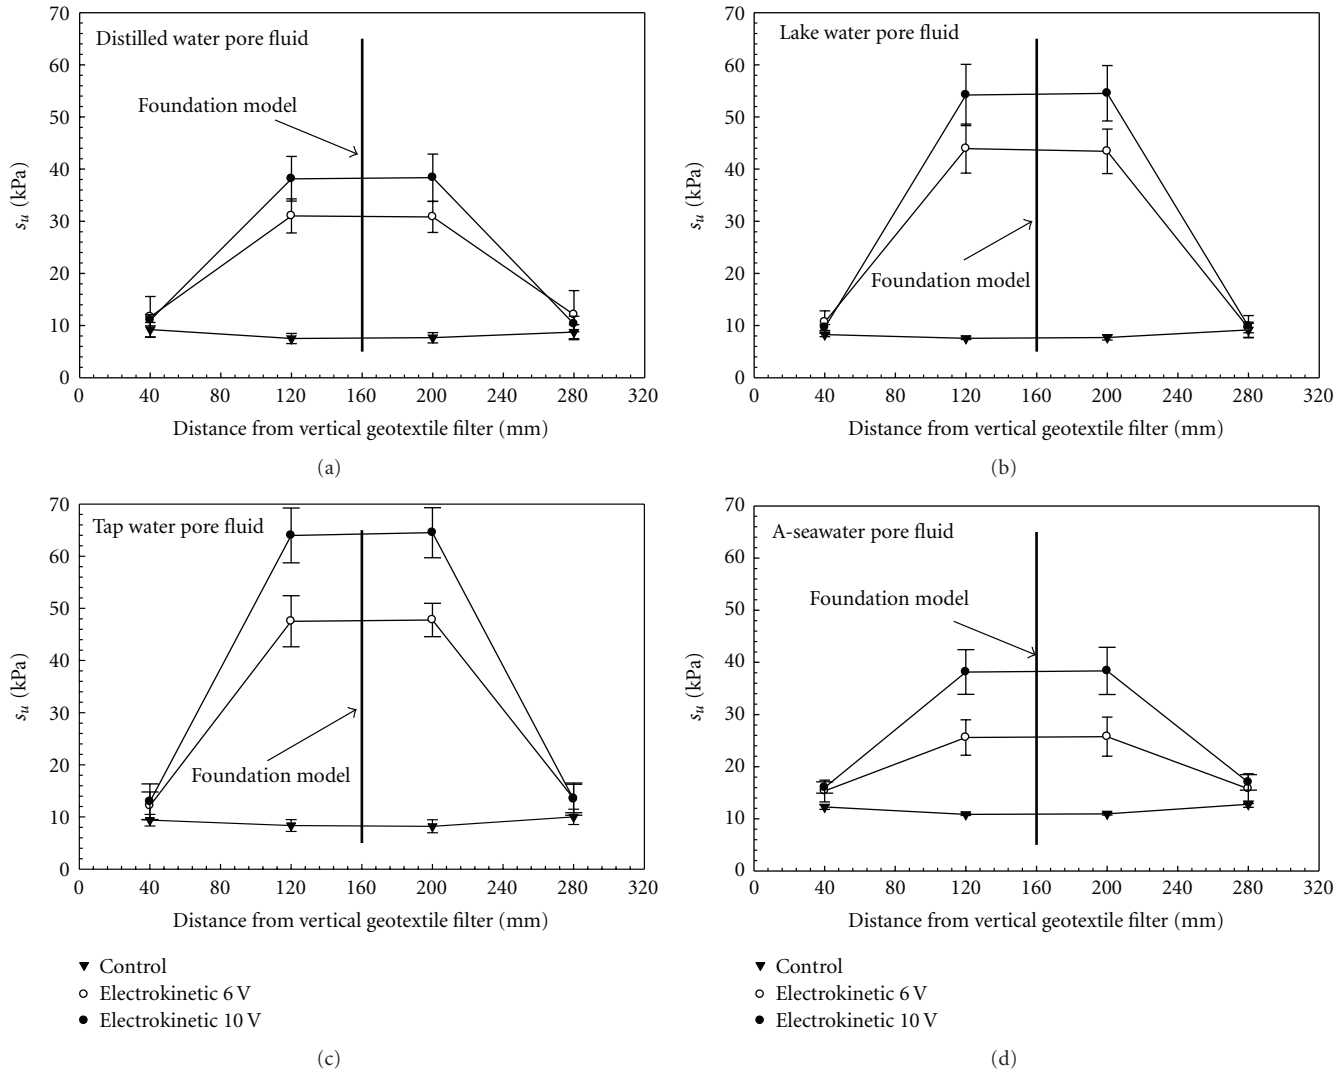 70
60
50
40
30
20
10
0
s_u (kPa)
Distilled water pore fluid
Foundation model
0 40 80 120 160 200 240 280 320
Distance from vertical geotextile filter (mm)
(a)
70
60
50
40
30
20
10
0
s_u (kPa)
Lake water pore fluid
Foundation model
0 40 80 120 160 200 240 280 320
Distance from vertical geotextile filter (mm)
(b)
70
60
50
40
30
20
10
0
s_u (kPa)
Tap water pore fluid
Foundation model
0 40 80 120 160 200 240 280 320
Distance from vertical geotextile filter (mm)
Control
Electrokinetic 6 V
Electrokinetic 10 V
(c)
70
60
50
40
30
20
10
0
s_u (kPa)
A-seawater pore fluid
Foundation model
0 40 80 120 160 200 240 280 320
Distance from vertical geotextile filter (mm)
Control
Electrokinetic 6 V
Electrokinetic 10 V
(d)